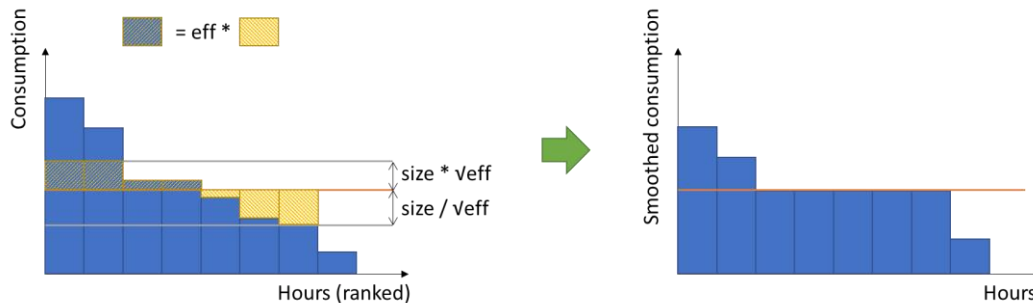 = eff *
Consumption
size * √eff
size / √eff
Hours (ranked)
Smoothed consumption
Hours